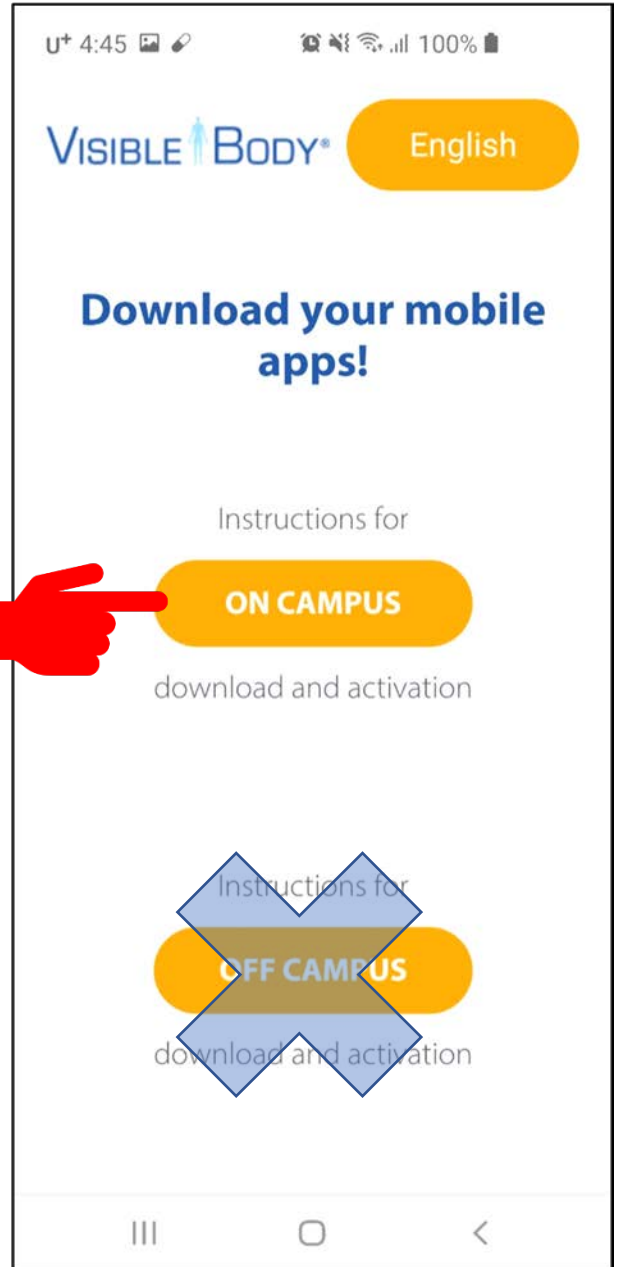 U+ 4:45 100%
VISIBLE BODY® English
Download your mobile
apps!
Instructions for
ON CAMPUS
download and activation
Instructions for
OFF CAMPUS
download and activation